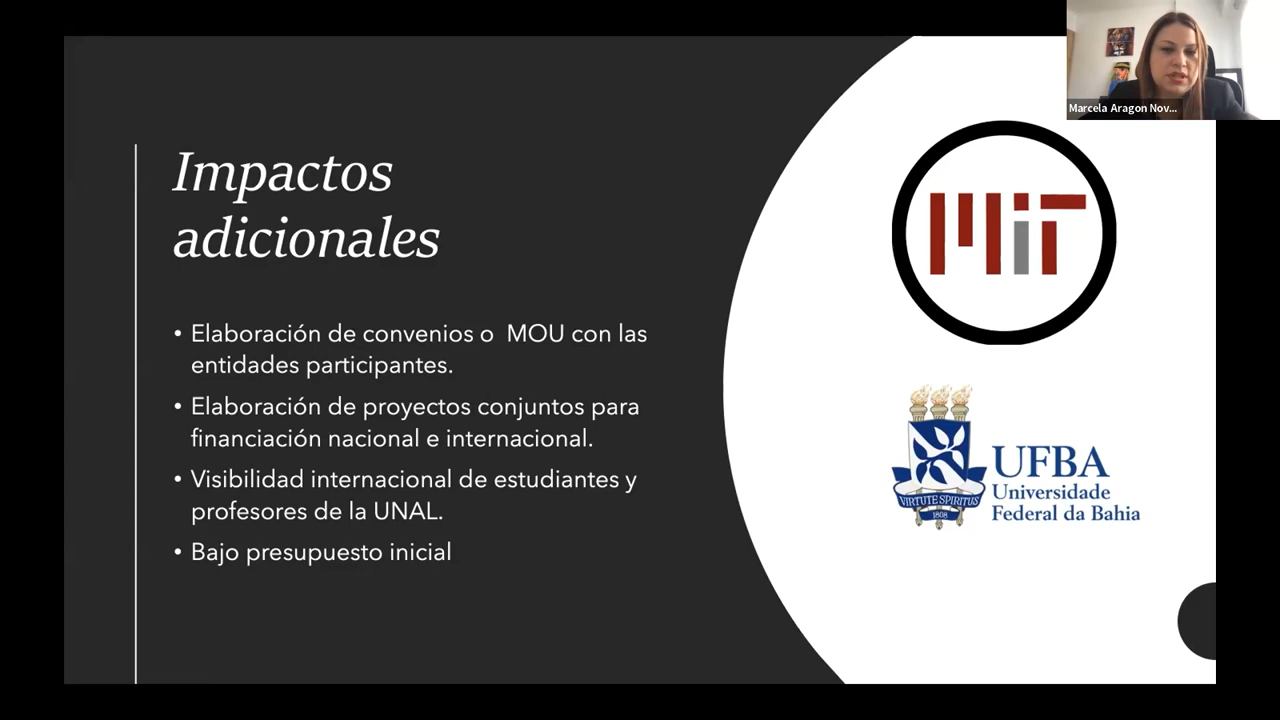 Marcela Aragon Nov...
Impactos
adicionales
• Elaboración de convenios o MOU con las
entidades participantes.
• Elaboración de proyectos conjuntos para
financiación nacional e internacional.
• Visibilidad internacional de estudiantes y
profesores de la UNAL.
• Bajo presupuesto inicial
MiT
VIRTUTE SPIRITUS
1808
UFBA
Universidade
Federal da Bahia